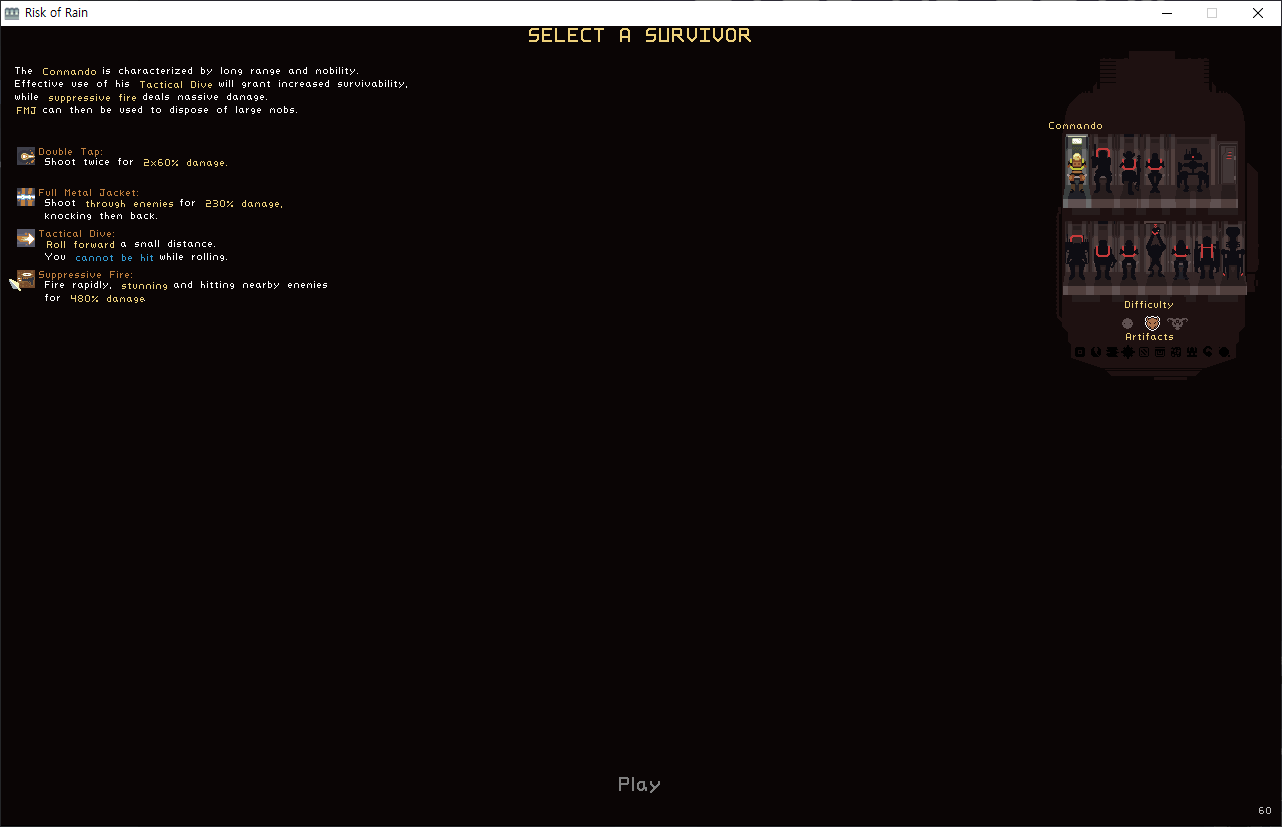 Risk of Rain
SELECT A SURVIVOR
The Commando is characterized by long range and mobility.
Effective use of his Tactical Dive will grant increased survivability,
while suppressive fire deals massive damage.
FMJ can then be used to dispose of large mobs.
Double Tap:
Shoot twice for 2x60% damage.
Full Metal Jacket:
Shoot through enemies for 230% damage,
knocking them back.
Tactical Dive:
Roll forward a small distance.
You cannot be hit while rolling.
Suppressive Fire:
Fire rapidly, stunning and hitting nearby enemies
for 480% damage
Commando
Difficulty
Artifacts
Play
60